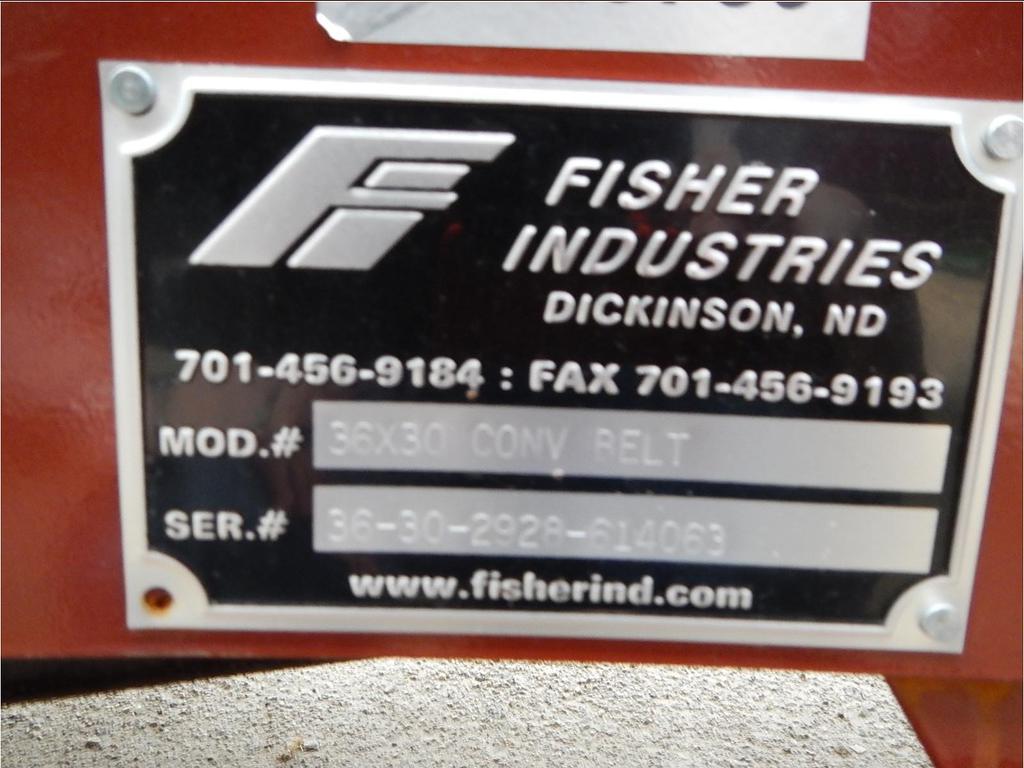 FISHER
INDUSTRIES
DICKINSON, ND
701-456-9184 : FAX 701-456-9193
MOD.# 36X30 CONV BELT
SER.# 36-30-2928-614063
www.fisherind.com